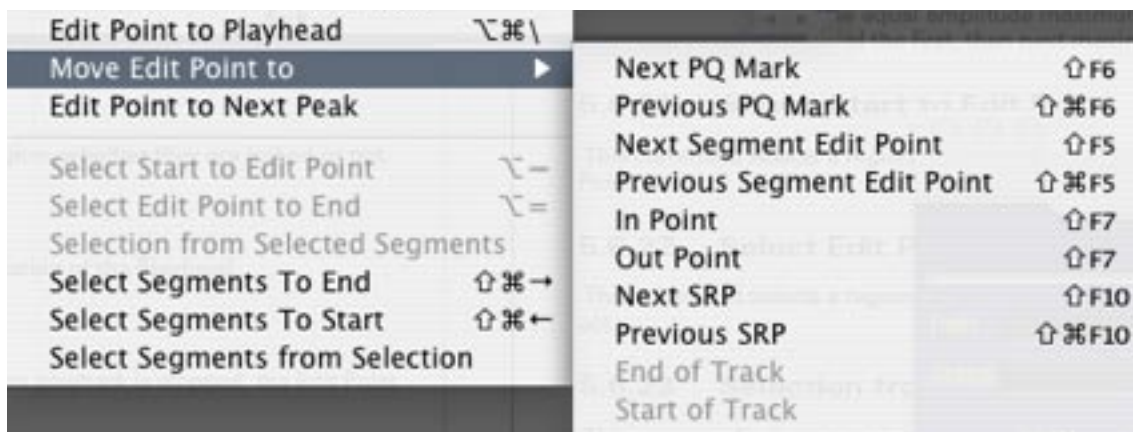 Edit Point to Playhead ⌥⌘\
Move Edit Point to ▶
Edit Point to Next Peak
Select Start to Edit Point ⌥–
Select Edit Point to End ⌥=
Selection from Selected Segments
Select Segments To End ⇧⌘→
Select Segments To Start ⇧⌘←
Select Segments from Selection
Next PQ Mark ⇧F6
Previous PQ Mark ⇧⌘F6
Next Segment Edit Point ⇧F5
Previous Segment Edit Point ⇧⌘F5
In Point ⇧F7
Out Point ⇧F7
Next SRP ⇧F10
Previous SRP ⇧⌘F10
End of Track
Start of Track